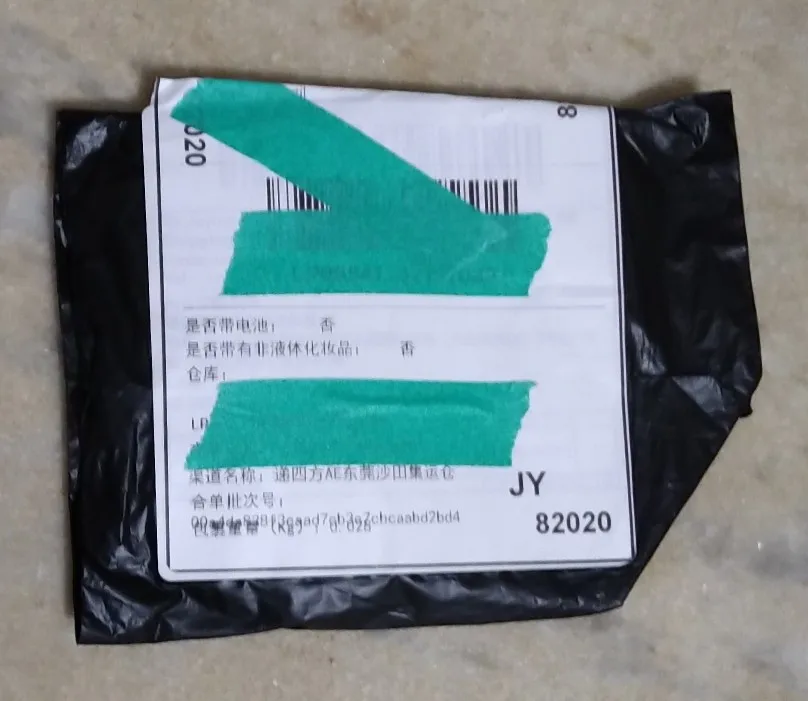 020
8
是否带电池： 否
是否带有非液体化妆品： 否
仓库：
LP
渠道名称：递四方AE东莞沙田集运仓
JY
合单批次号：
包裹重量（Kg）：0.028
82020